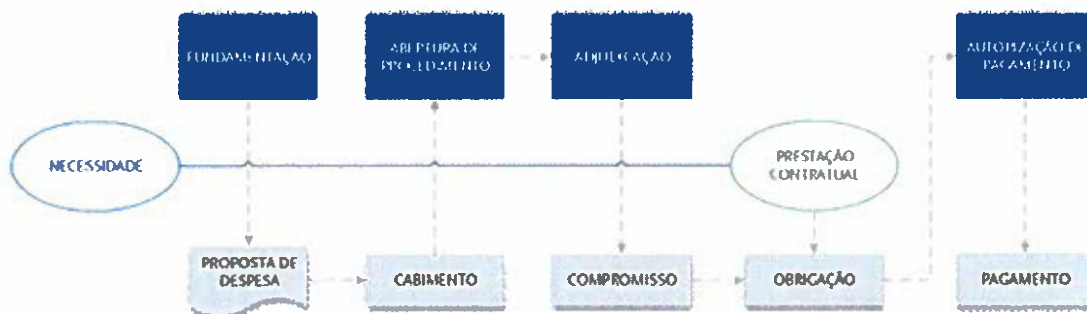 FUNDAMENTAÇÃO
ABERTURA DE
PROCEDIMENTO
ADJUDICAÇÃO
AUTORIZAÇÃO DE
PAGAMENTO
NECESSIDADE
PRESTAÇÃO
CONTRATUAL
PROPOSTA DE
DESPESA
CABIMENTO
COMPROMISSO
OBRIGAÇÃO
PAGAMENTO